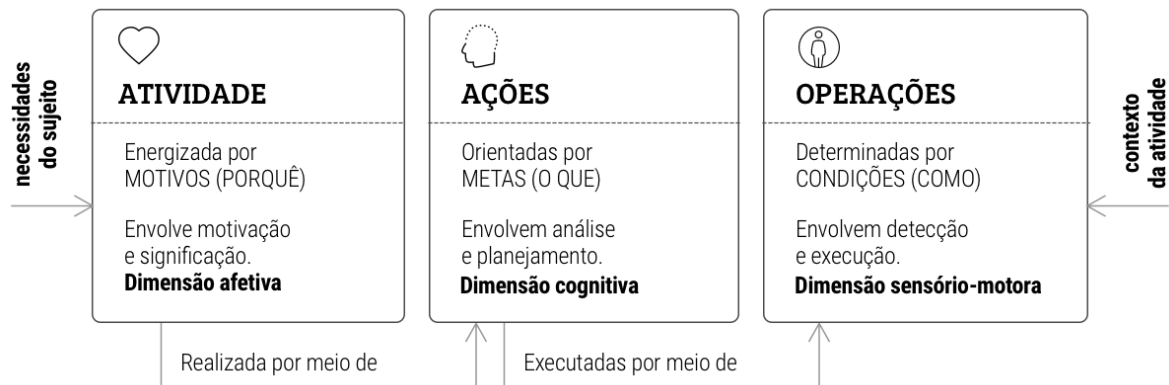 necessidades
do sujeito
ATIVIDADE
Energizada por
MOTIVOS (PORQUÊ)
Envolve motivação
e significação.
Dimensão afetiva
AÇÕES
Orientadas por
METAS (O QUE)
Envolvem análise
e planejamento.
Dimensão cognitiva
OPERAÇÕES
Determinadas por
CONDIÇÕES (COMO)
Envolvem detecção
e execução.
Dimensão sensório-motora
contexto
da atividade
Realizada por meio de
Executadas por meio de